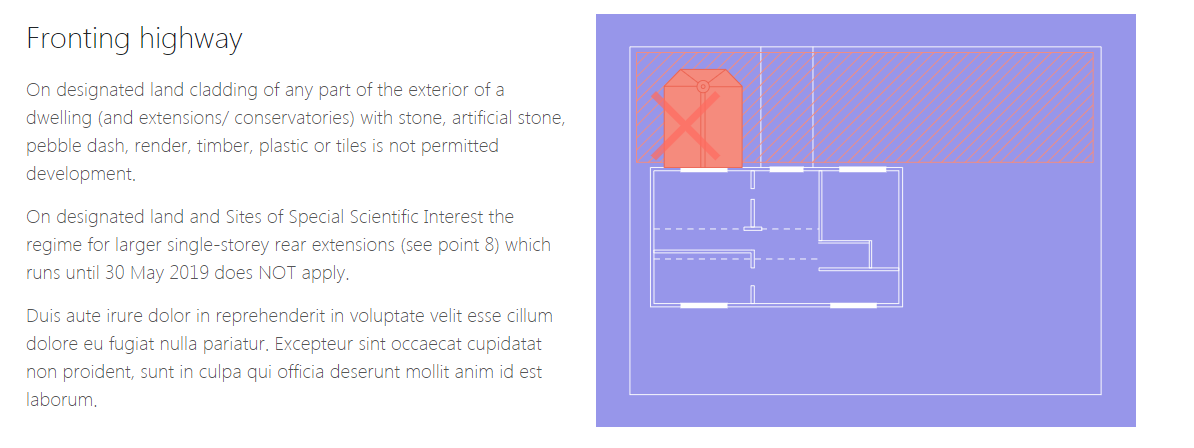 Fronting highway
On designated land cladding of any part of the exterior of a
dwelling (and extensions/ conservatories) with stone, artificial stone,
pebble dash, render, timber, plastic or tiles is not permitted
development.
On designated land and Sites of Special Scientific Interest the
regime for larger single-storey rear extensions (see point 8) which
runs until 30 May 2019 does NOT apply.
Duis aute irure dolor in reprehenderit in voluptate velit esse cillum
dolore eu fugiat nulla pariatur. Excepteur sint occaecat cupidatat
non proident, sunt in culpa qui officia deserunt mollit anim id est
laborum.